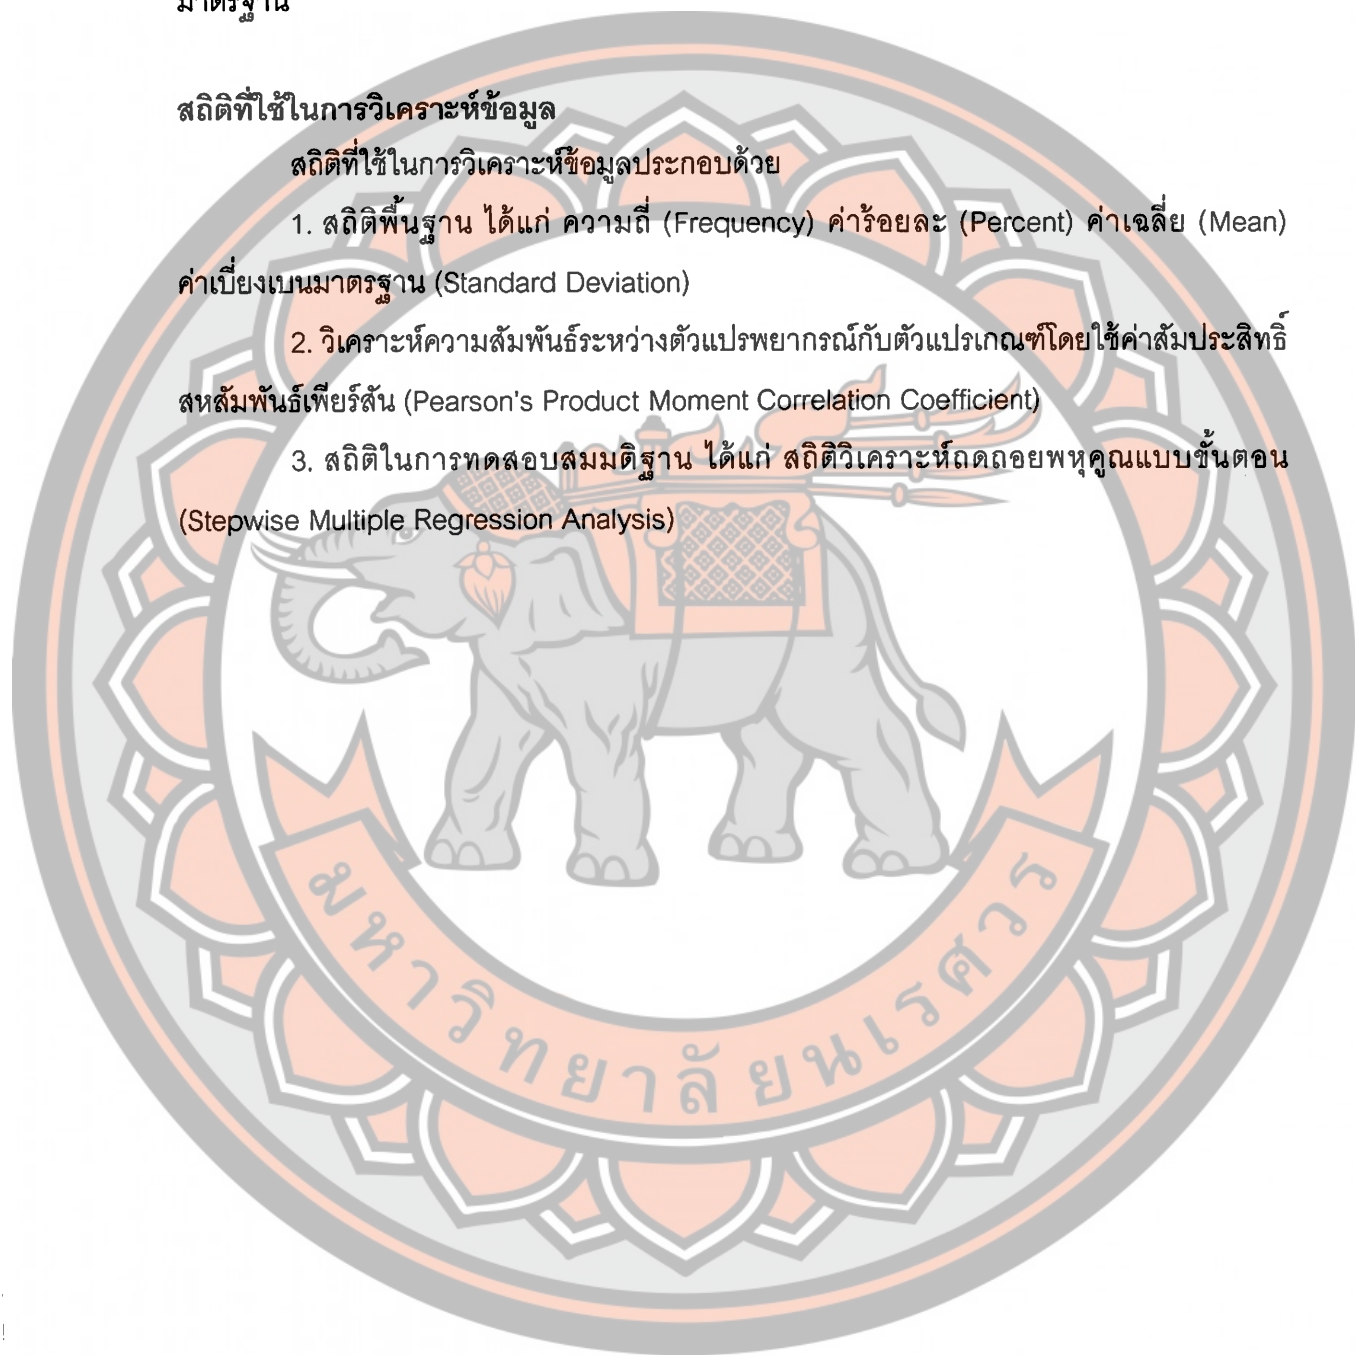 มาตรฐาน
สถิติที่ใช้ในการวิเคราะห์ข้อมูล
สถิติที่ใช้ในการวิเคราะห์ข้อมูลประกอบด้วย
1. สถิติพื้นฐาน ได้แก่ ความถี่ (Frequency) ค่าร้อยละ (Percent) ค่าเฉลี่ย (Mean)
ค่าเบี่ยงเบนมาตรฐาน (Standard Deviation)
2. วิเคราะห์ความสัมพันธ์ระหว่างตัวแปรพยากรณ์กับตัวแปรเกณฑ์โดยใช้ค่าสัมประสิทธิ์
สหสัมพันธ์เพียร์สัน (Pearson's Product Moment Correlation Coefficient)
3. สถิติในการทดสอบสมมติฐาน ได้แก่ สถิติวิเคราะห์ถดถอยพหุคูณแบบขั้นตอน
(Stepwise Multiple Regression Analysis)
มหาวิทยาลัยนเรศวร